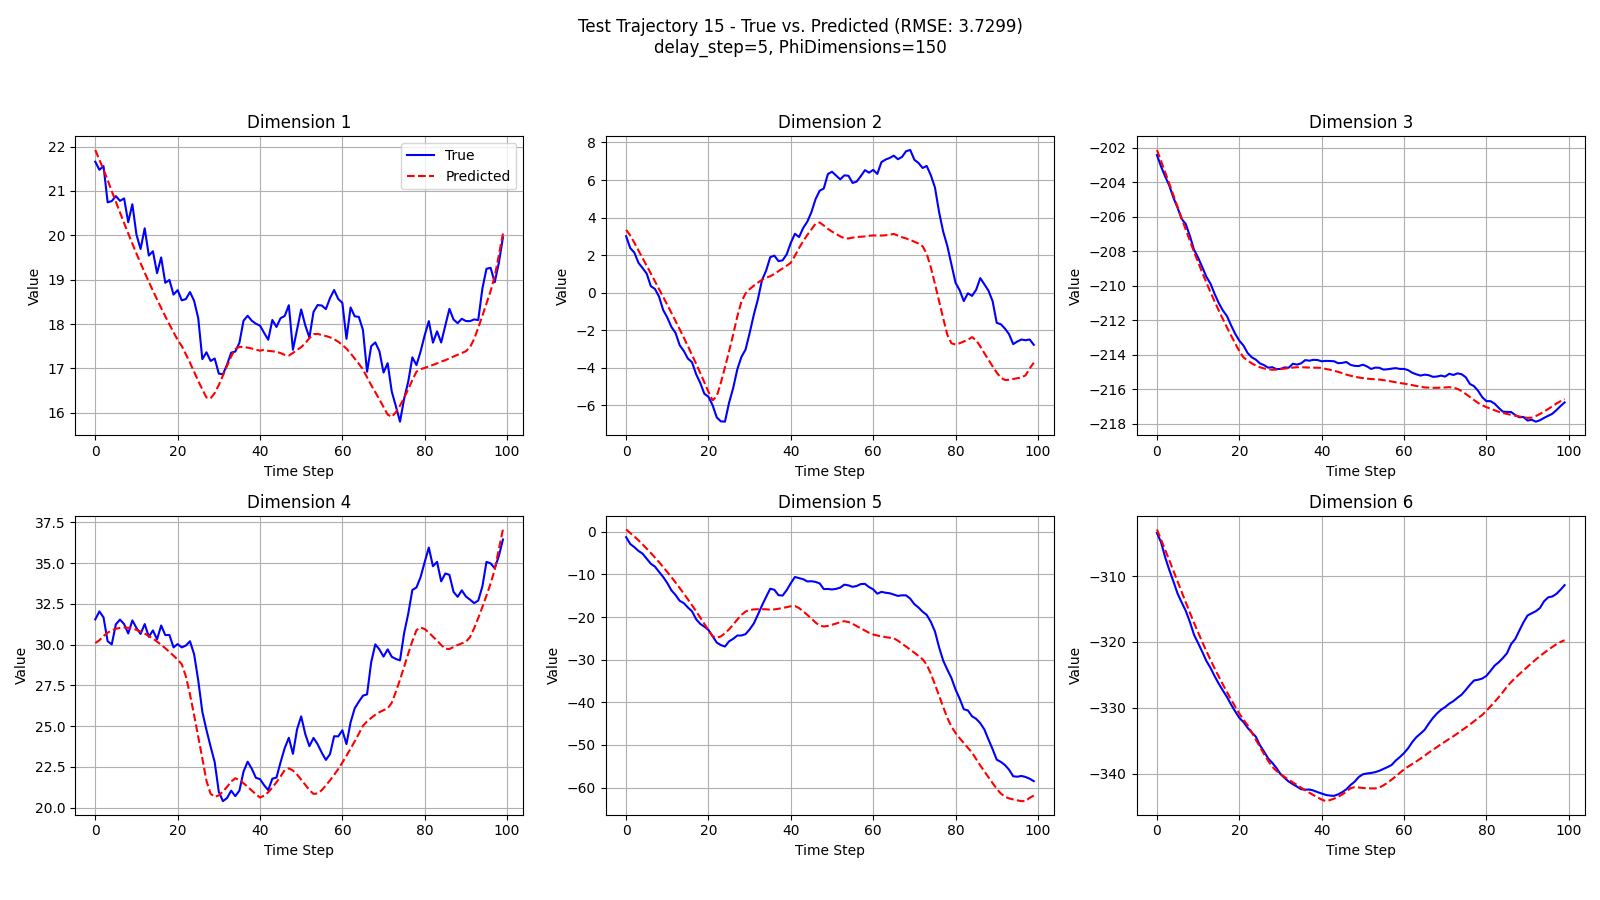 Test Trajectory 15 - True vs. Predicted (RMSE: 3.7299)
delay_step=5, PhiDimensions=150
Dimension 1
Value
22
21
20
19
18
17
16
True
Predicted
0 20 40 60 80 100
Time Step
Dimension 2
Value
8
6
4
2
0
−2
−4
−6
0 20 40 60 80 100
Time Step
Dimension 3
Value
−202
−204
−206
−208
−210
−212
−214
−216
−218
0 20 40 60 80 100
Time Step
Dimension 4
Value
37.5
35.0
32.5
30.0
27.5
25.0
22.5
20.0
0 20 40 60 80 100
Time Step
Dimension 5
Value
0
−10
−20
−30
−40
−50
−60
0 20 40 60 80 100
Time Step
Dimension 6
Value
−310
−320
−330
−340
0 20 40 60 80 100
Time Step